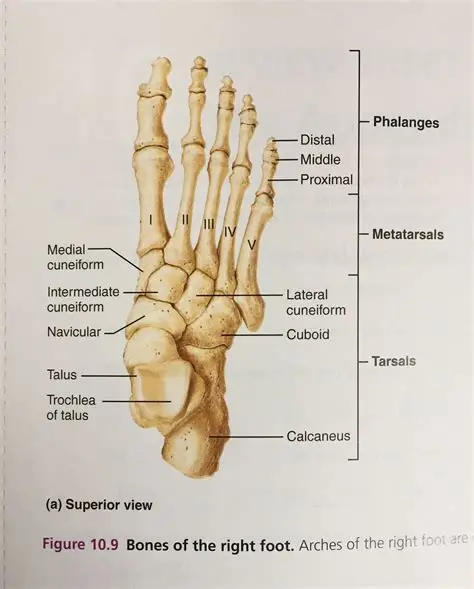 Phalanges
Distal
Middle
Proximal
I
II
III
IV
V
Metatarsals
Medial
cuneiform
Intermediate
cuneiform
Navicular
Lateral
cuneiform
Cuboid
Tarsals
Talus
Trochlea
of talus
Calcaneus
(a) Superior view
Figure 10.9 Bones of the right foot. Arches of the right foot are